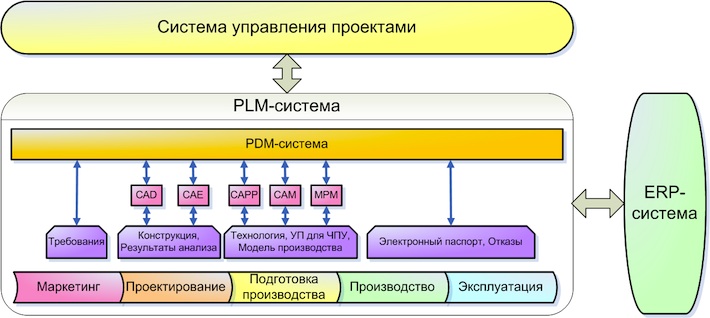 Система управления проектами
PLM-система
PDM-система
CAD
CAE
CAPP
CAM
MPM
ERP-
система
Требования
Конструкция,
Результаты анализа
Технология, УП для ЧПУ,
Модель производства
Электронный паспорт, Отказы
Маркетинг
Проектирование
Подготовка
производства
Производство
Эксплуатация